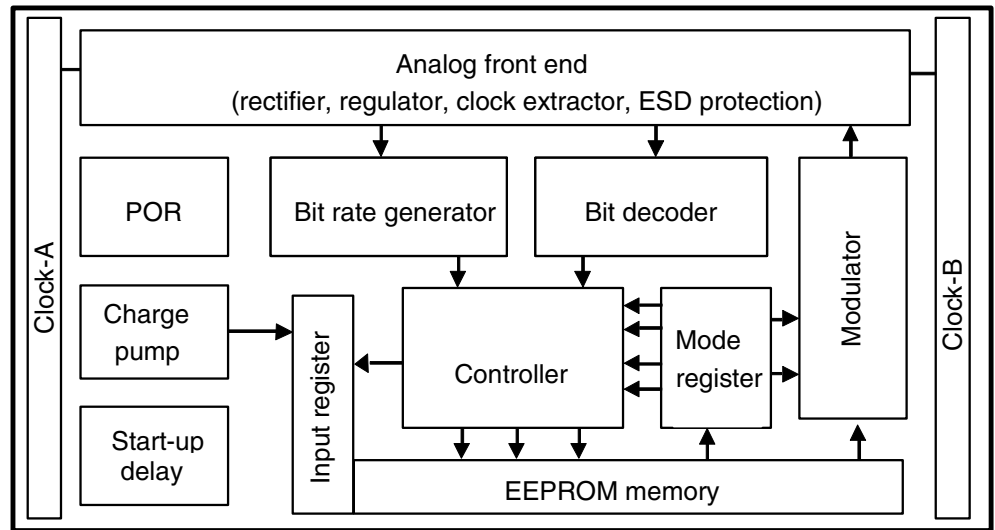 Analog front end
(rectifier, regulator, clock extractor, ESD protection)
Clock-A
POR
Bit rate generator
Bit decoder
Modulator
Clock-B
Charge
pump
Input register
Controller
Mode
register
Start-up
delay
EEPROM memory